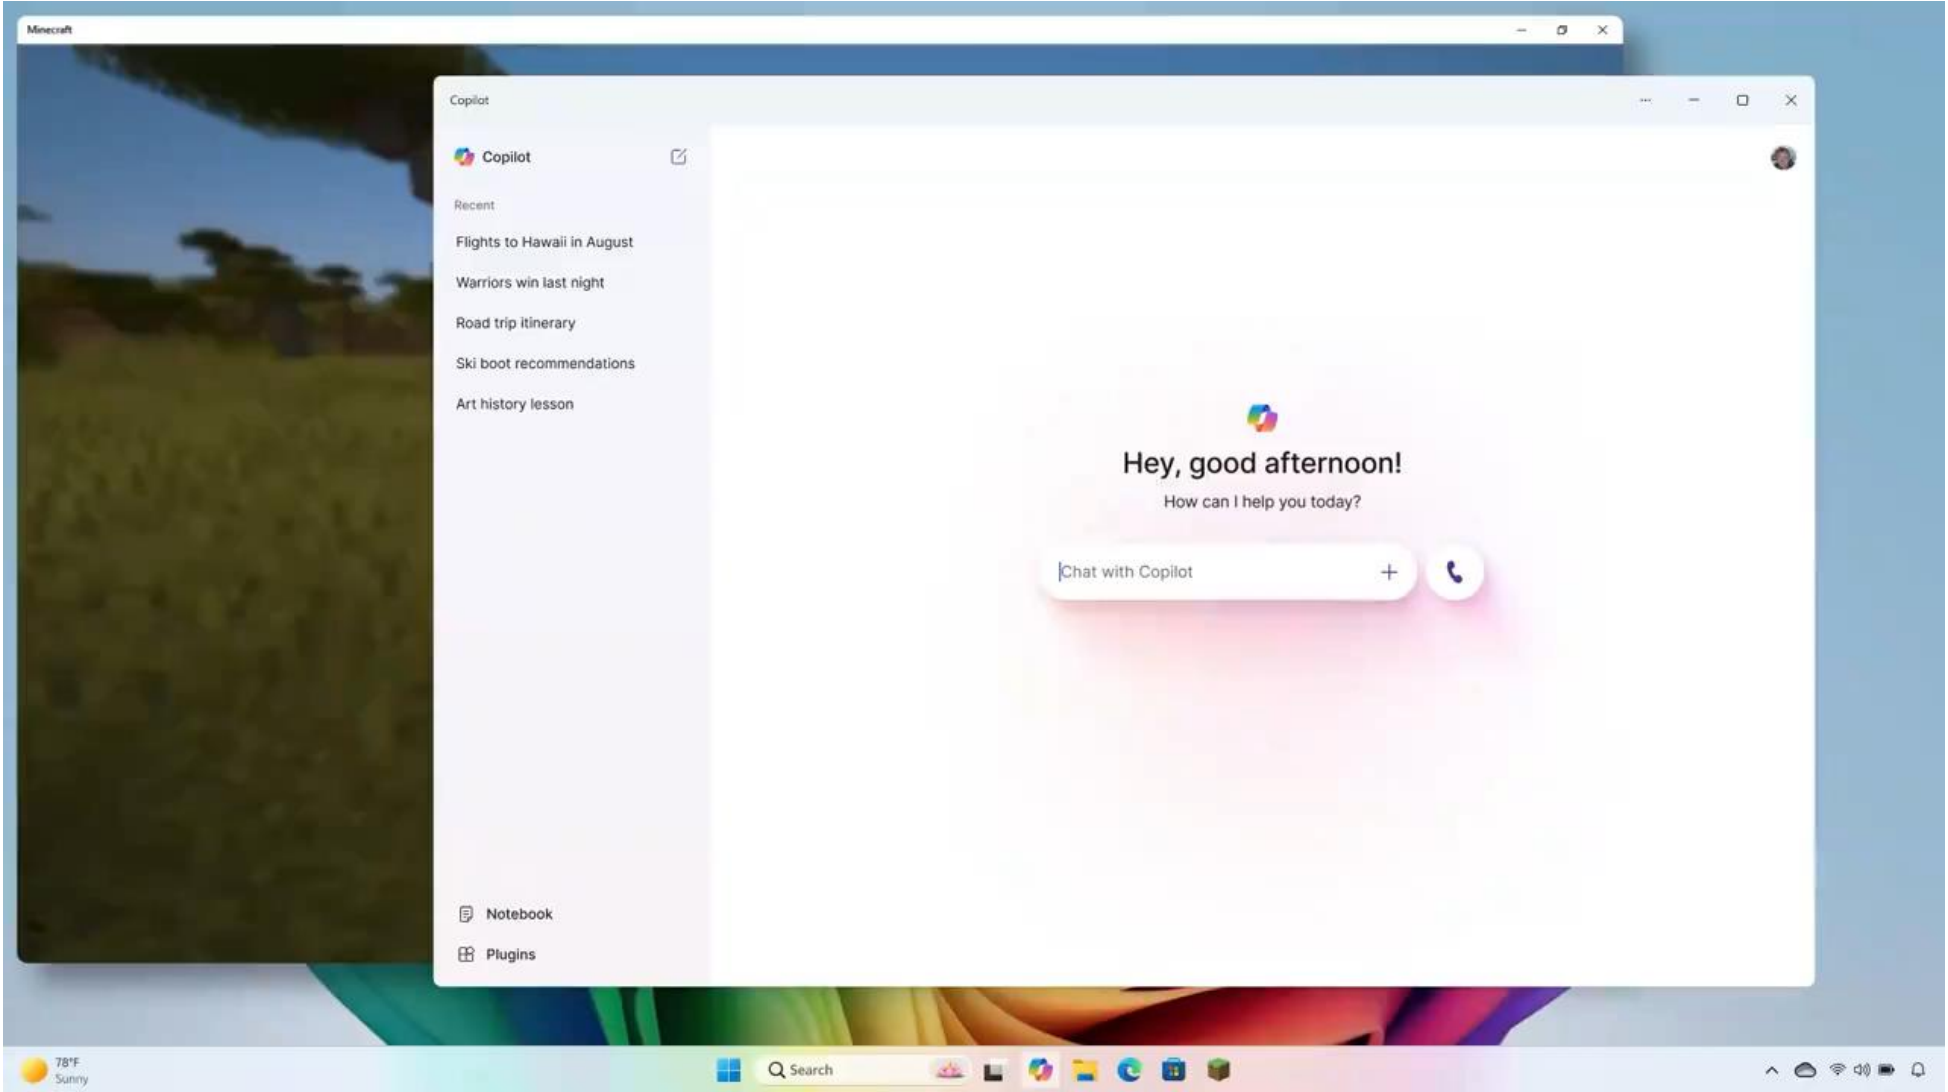 Minecraft
Copilot
Copilot
Recent
Flights to Hawaii in August
Warriors win last night
Road trip itinerary
Ski boot recommendations
Art history lesson
Notebook
Plugins
Hey, good afternoon!
How can I help you today?
Chat with Copilot
78°F
Sunny
Search